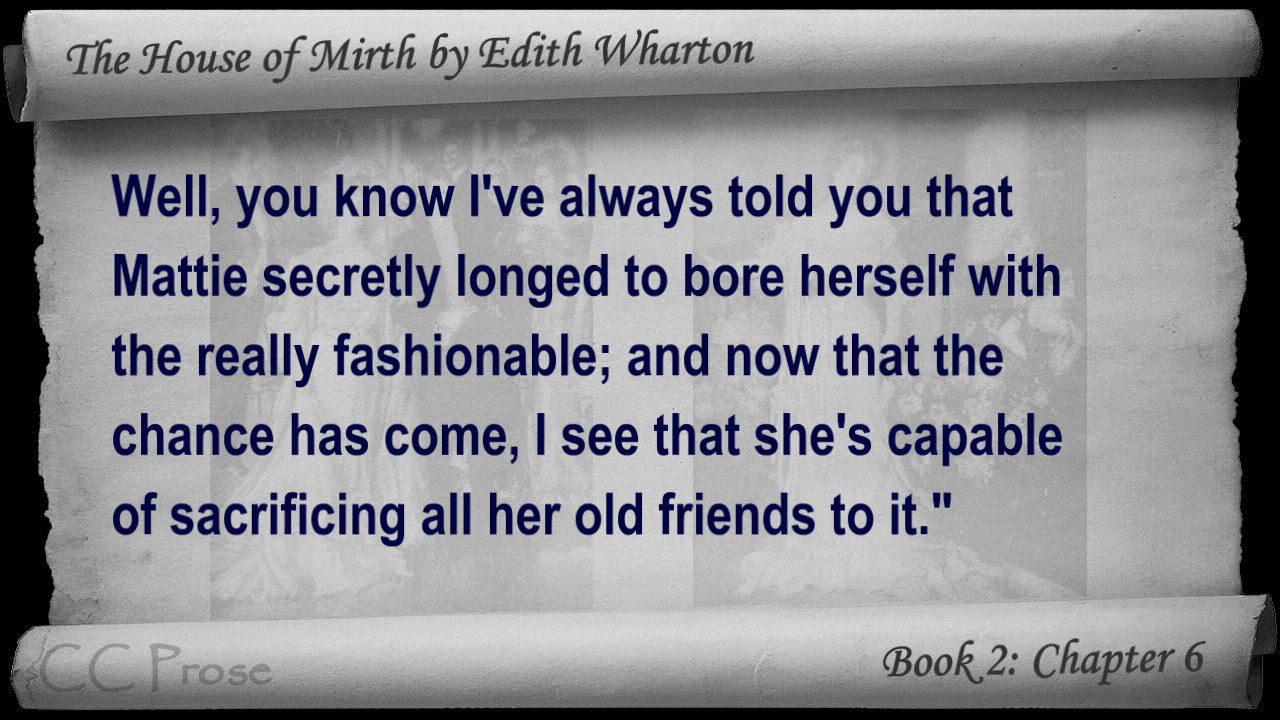 The House of Mirth by Edith Wharton
Well, you know I've always told you that
Mattie secretly longed to bore herself with
the really fashionable; and now that the
chance has come, I see that she's capable
of sacrificing all her old friends to it."
CC Prose
Book 2: Chapter 6